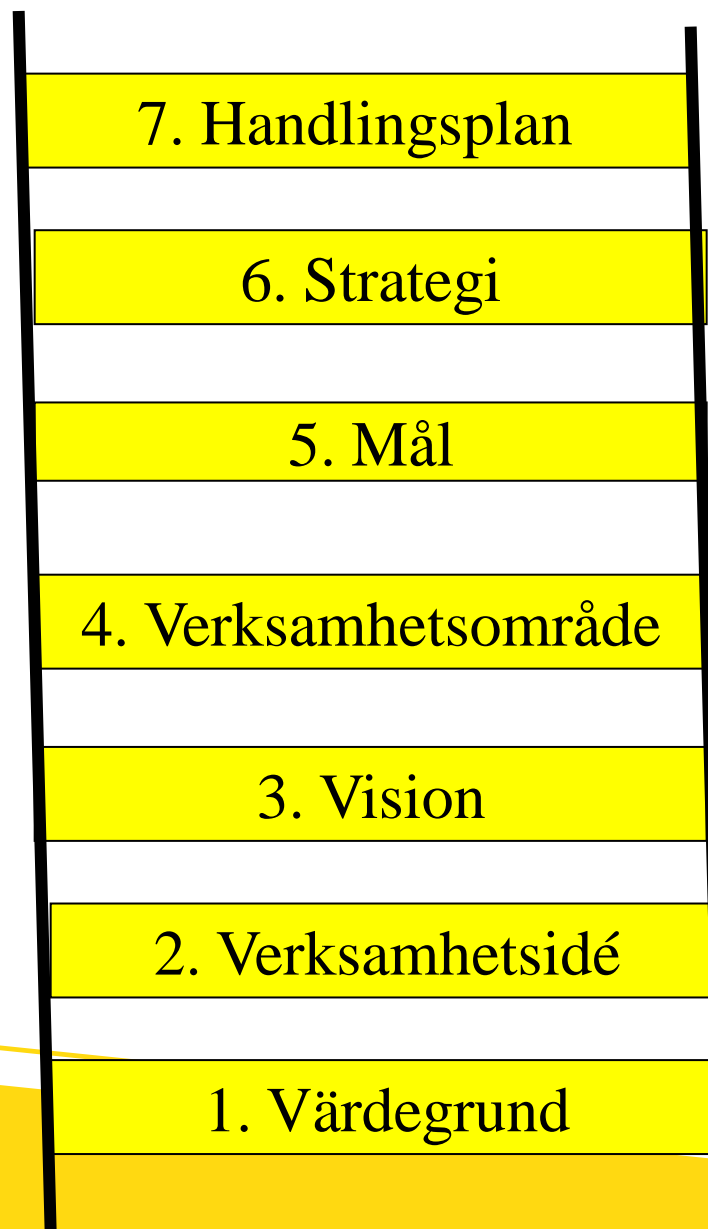 7. Handlingsplan
6. Strategi
5. Mål
4. Verksamhetsområde
3. Vision
2. Verksamhetsidé
1. Värdegrund